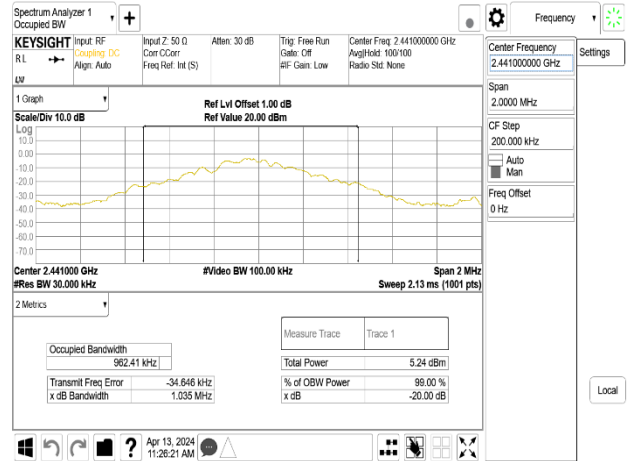 Spectrum Analyzer 1
Occupied BW
Frequency
KEYSIGHT
Input: RF
Input Z: 50 Ω
Atten: 30 dB
Trig: Free Run
Center Freq: 2.441000000 GHz
R L
Coupling: DC
Corr CCorr
Gate: Off
Avg|Hold: 100/100
Align: Auto
Freq Ref: Int (S)
#IF Gain: Low
Radio Std: None
Center Frequency
2.441000000 GHz
Settings
Span
2.0000 MHz
CF Step
200.000 kHz
Auto
Man
Freq Offset
0 Hz
1 Graph
Ref Lvl Offset 1.00 dB
Scale/Div 10.0 dB
Ref Value 20.00 dBm
Log
10.0
0.00
-10.0
-20.0
-30.0
-40.0
-50.0
-60.0
-70.0
Center 2.441000 GHz
#Video BW 100.00 kHz
Span 2 MHz
#Res BW 30.000 kHz
Sweep 2.13 ms (1001 pts)
2 Metrics
Measure Trace
Trace 1
Occupied Bandwidth
962.41 kHz
Total Power
5.24 dBm
Transmit Freq Error
-34.646 kHz
% of OBW Power
99.00 %
x dB Bandwidth
1.035 MHz
x dB
-20.00 dB
Local
?
Apr 13, 2024
11:26:21 AM